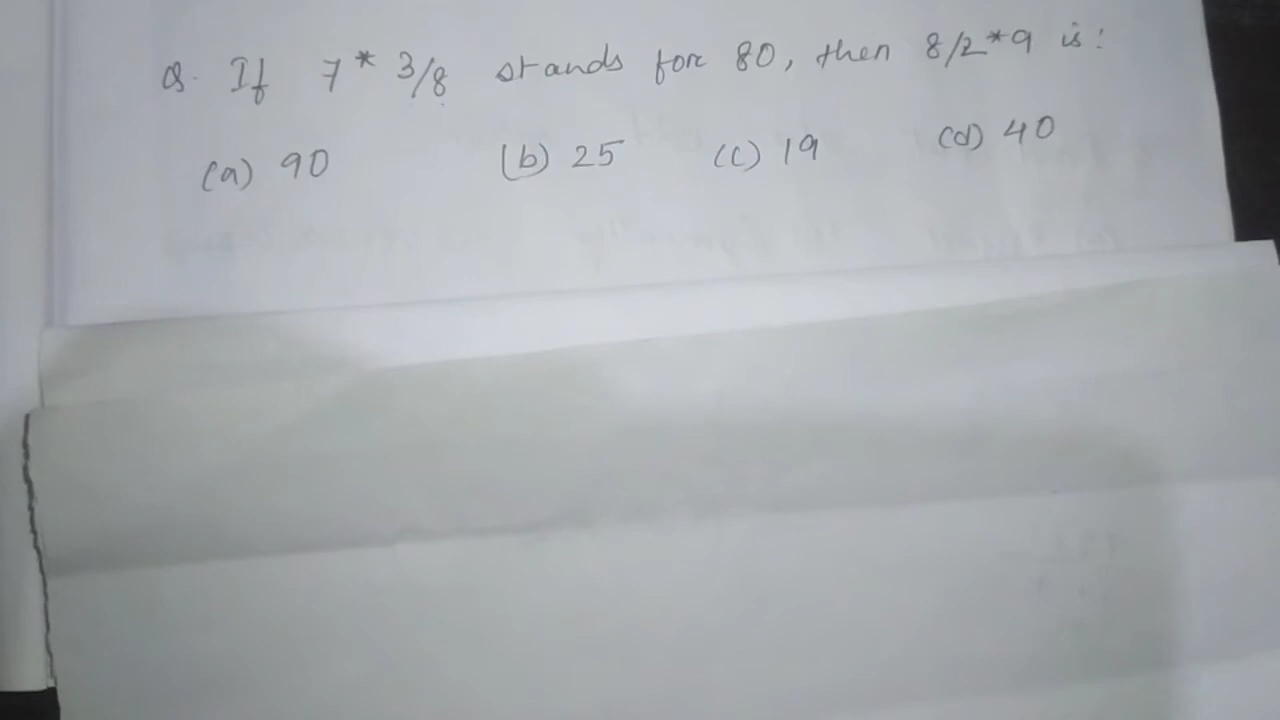 Q. If 7 * 3/8 stands for 80, then 8/2*9 is:
(a) 90 (b) 25 (c) 19 (d) 40